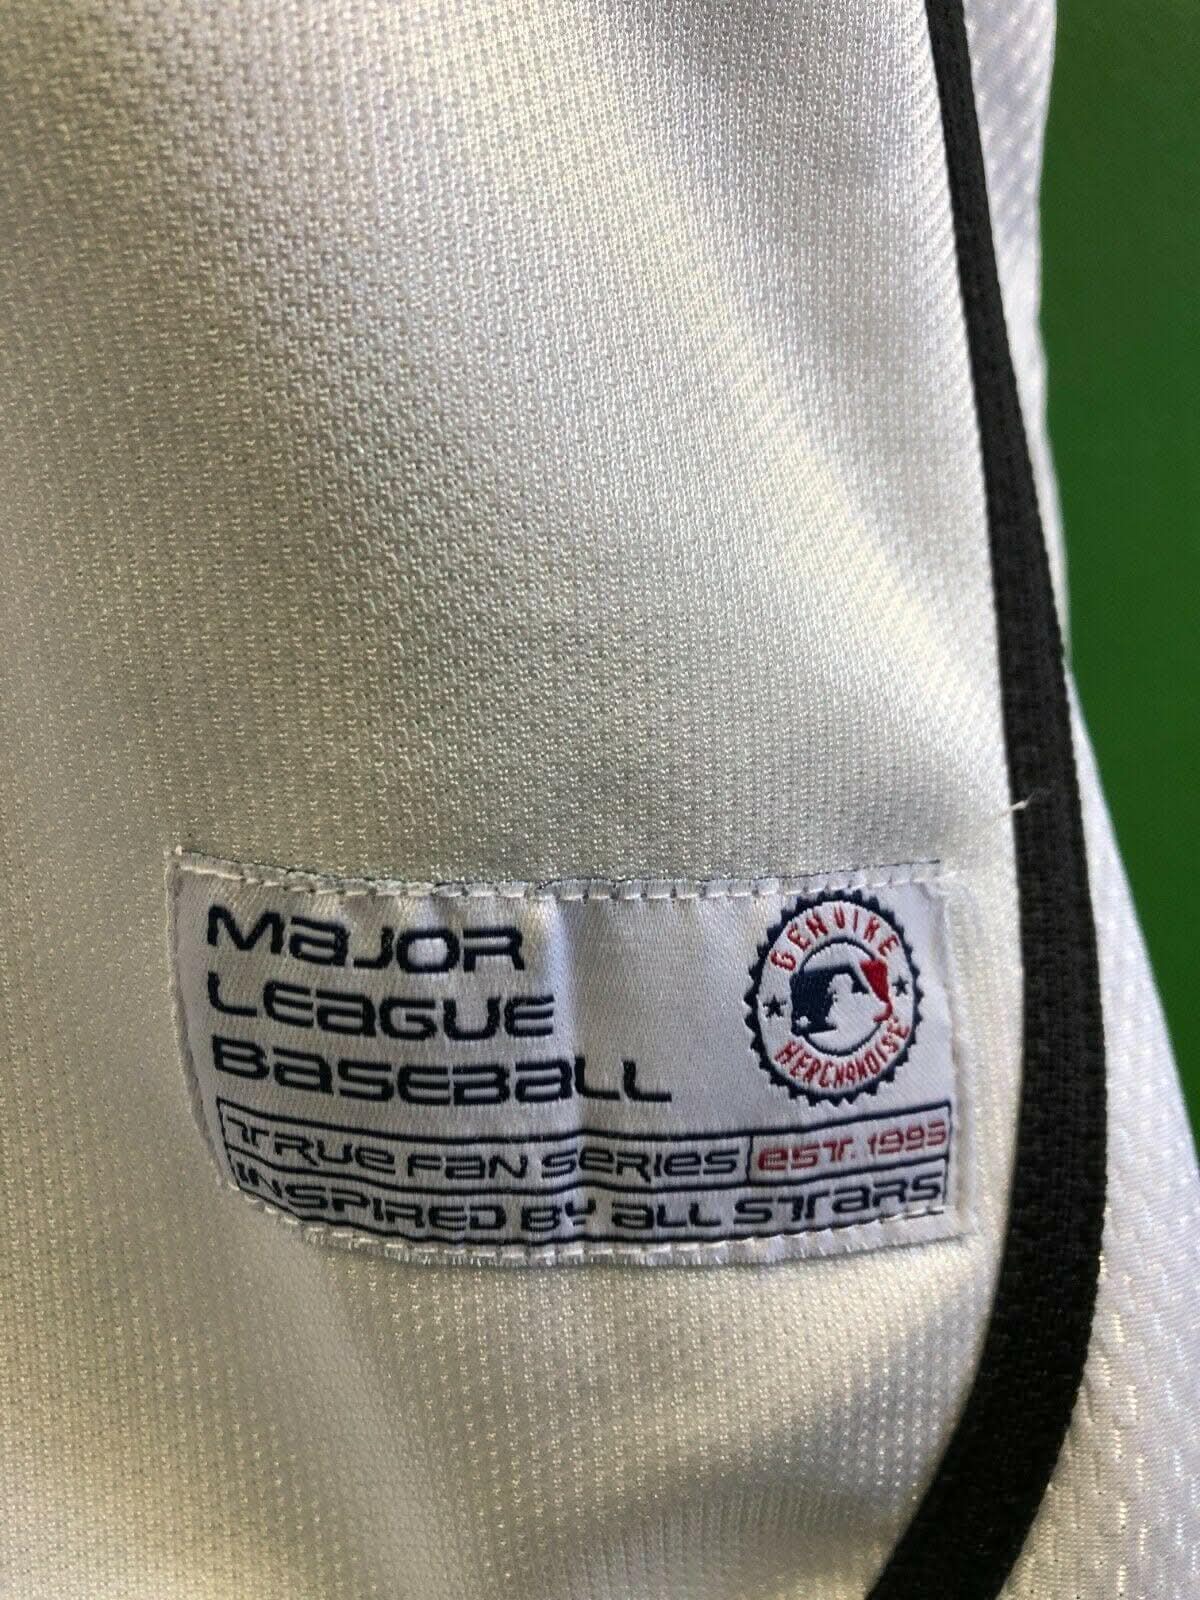 MaJOR
LEaGUE
BaSEBaLL
GENUINE
MERCHANDISE
TRUe FaN SeRIES EST. 1995
INSPIRED BY aLL STaRS